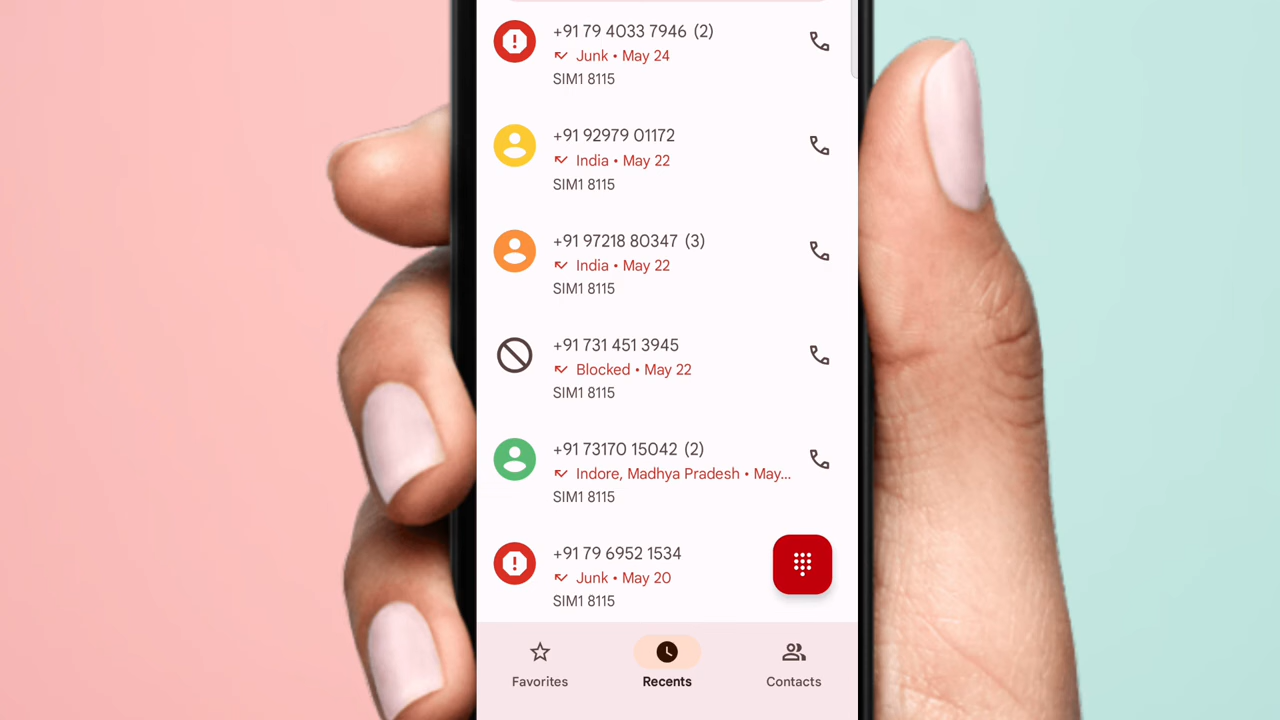 +91 79 4033 7946 (2)
Junk • May 24
SIM1 8115
+91 92979 01172
India • May 22
SIM1 8115
+91 97218 80347 (3)
India • May 22
SIM1 8115
+91 731 451 3945
Blocked • May 22
SIM1 8115
+91 73170 15042 (2)
Indore, Madhya Pradesh • May...
SIM1 8115
+91 79 6952 1534
Junk • May 20
SIM1 8115
Favorites
Recents
Contacts